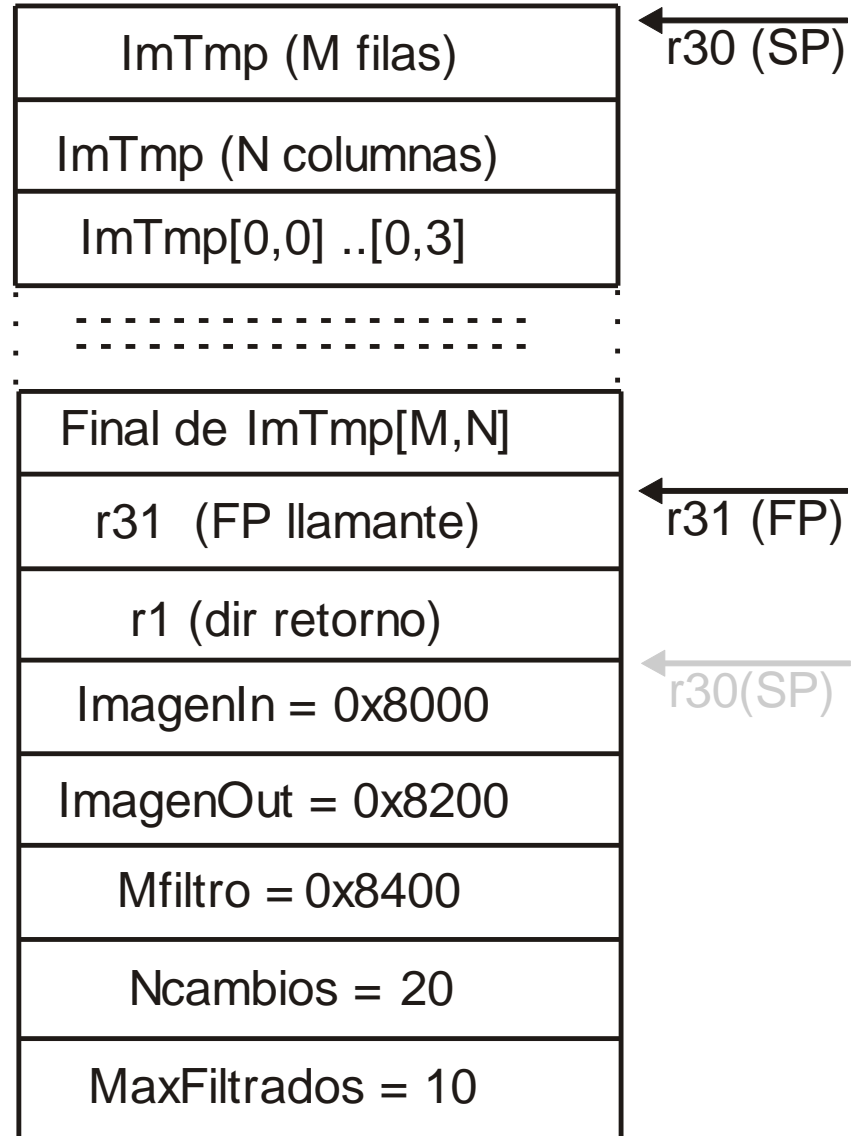 ImTmp (M filas)
r30 (SP)
ImTmp (N columnas)
ImTmp[0,0] ..[0,3]
Final de ImTmp[M,N]
r31 (FP llamante)
r31 (FP)
r1 (dir retorno)
ImagenIn = 0x8000
r30(SP)
ImagenOut = 0x8200
Mfiltro = 0x8400
Ncambios = 20
MaxFiltrados = 10